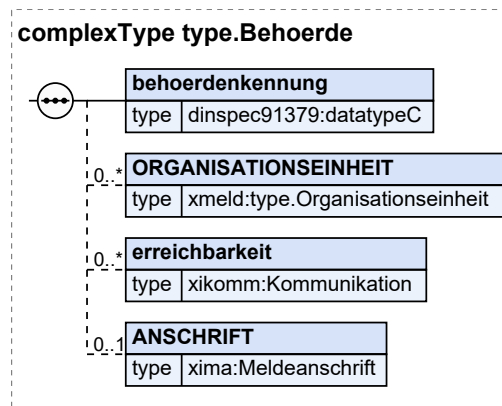 complexType type.Behoerde
behoerdenkennung
type dinspec91379:datatypeC
0..* ORGANISATIONSEINHEIT
type xmeld:type.Organisationseinheit
0..* erreichbarkeit
type xikomm:Kommunikation
0..1 ANSCHRIFT
type xima:Meldeanschrift